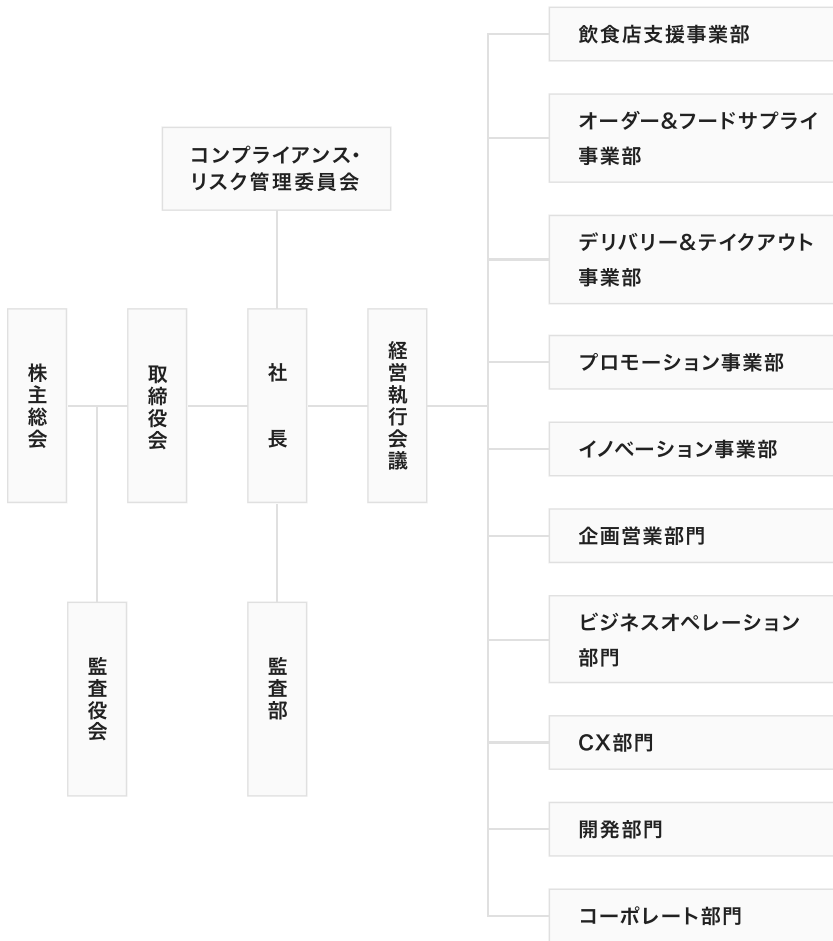 コンプライアンス・
リスク管理委員会
株主総会
取締役会
社長
経営執行会議
監査役会
監査部
飲食店支援事業部
オーダー&フードサプライ
事業部
デリバリー&テイクアウト
事業部
プロモーション事業部
イノベーション事業部
企画営業部門
ビジネスオペレーション
部門
CX部門
開発部門
コーポレート部門